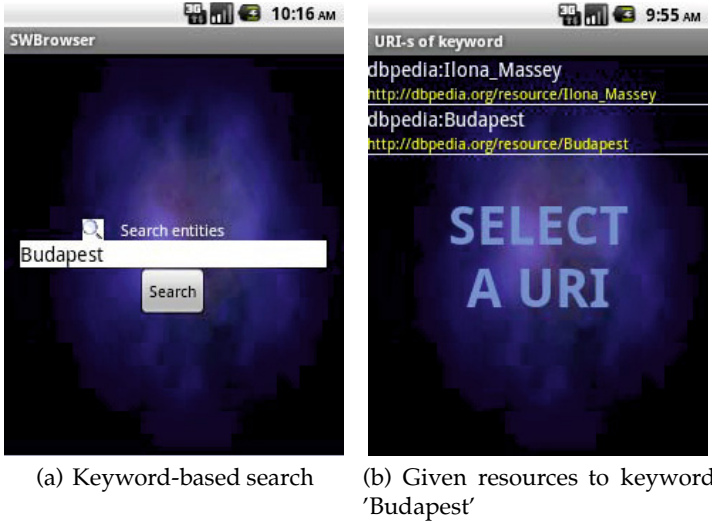 10:16 AM
SWBrowser
Search entities
Budapest
Search
(a) Keyword-based search
9:55 AM
URI-s of keyword
dbpedia:Ilona_Massey
http://dbpedia.org/resource/Ilona_Massey
dbpedia:Budapest
http://dbpedia.org/resource/Budapest
SELECT
A URI
(b) Given resources to keyword
'Budapest'